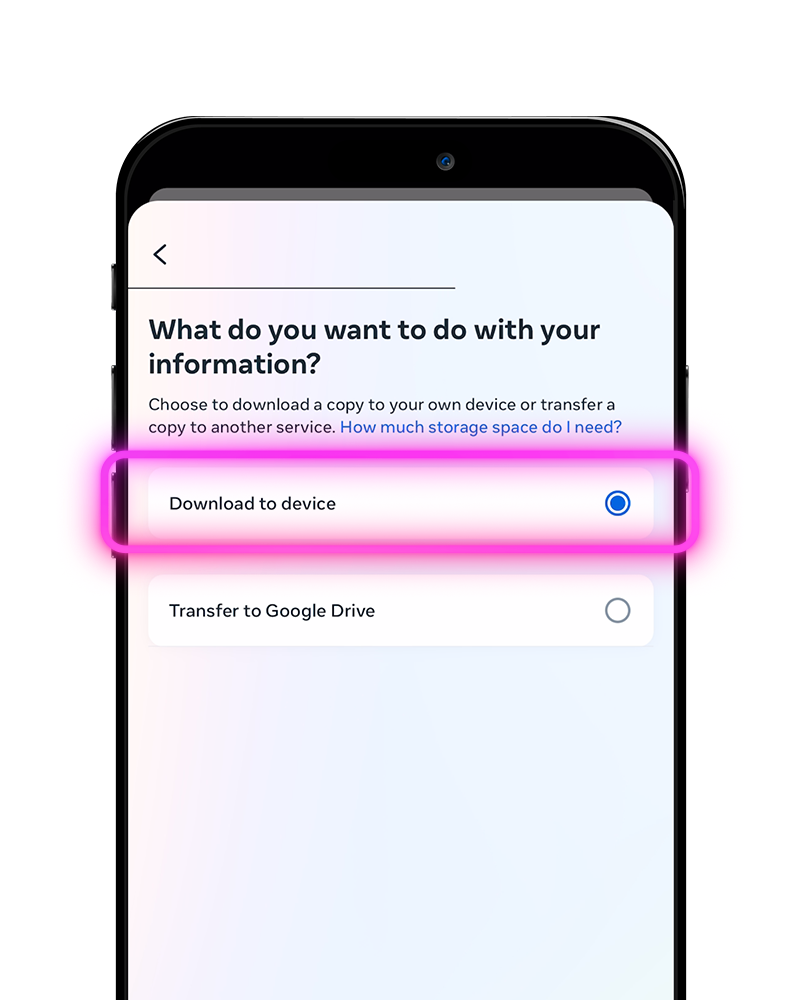 What do you want to do with your
information?
Choose to download a copy to your own device or transfer a
copy to another service. How much storage space do I need?
Download to device
Transfer to Google Drive